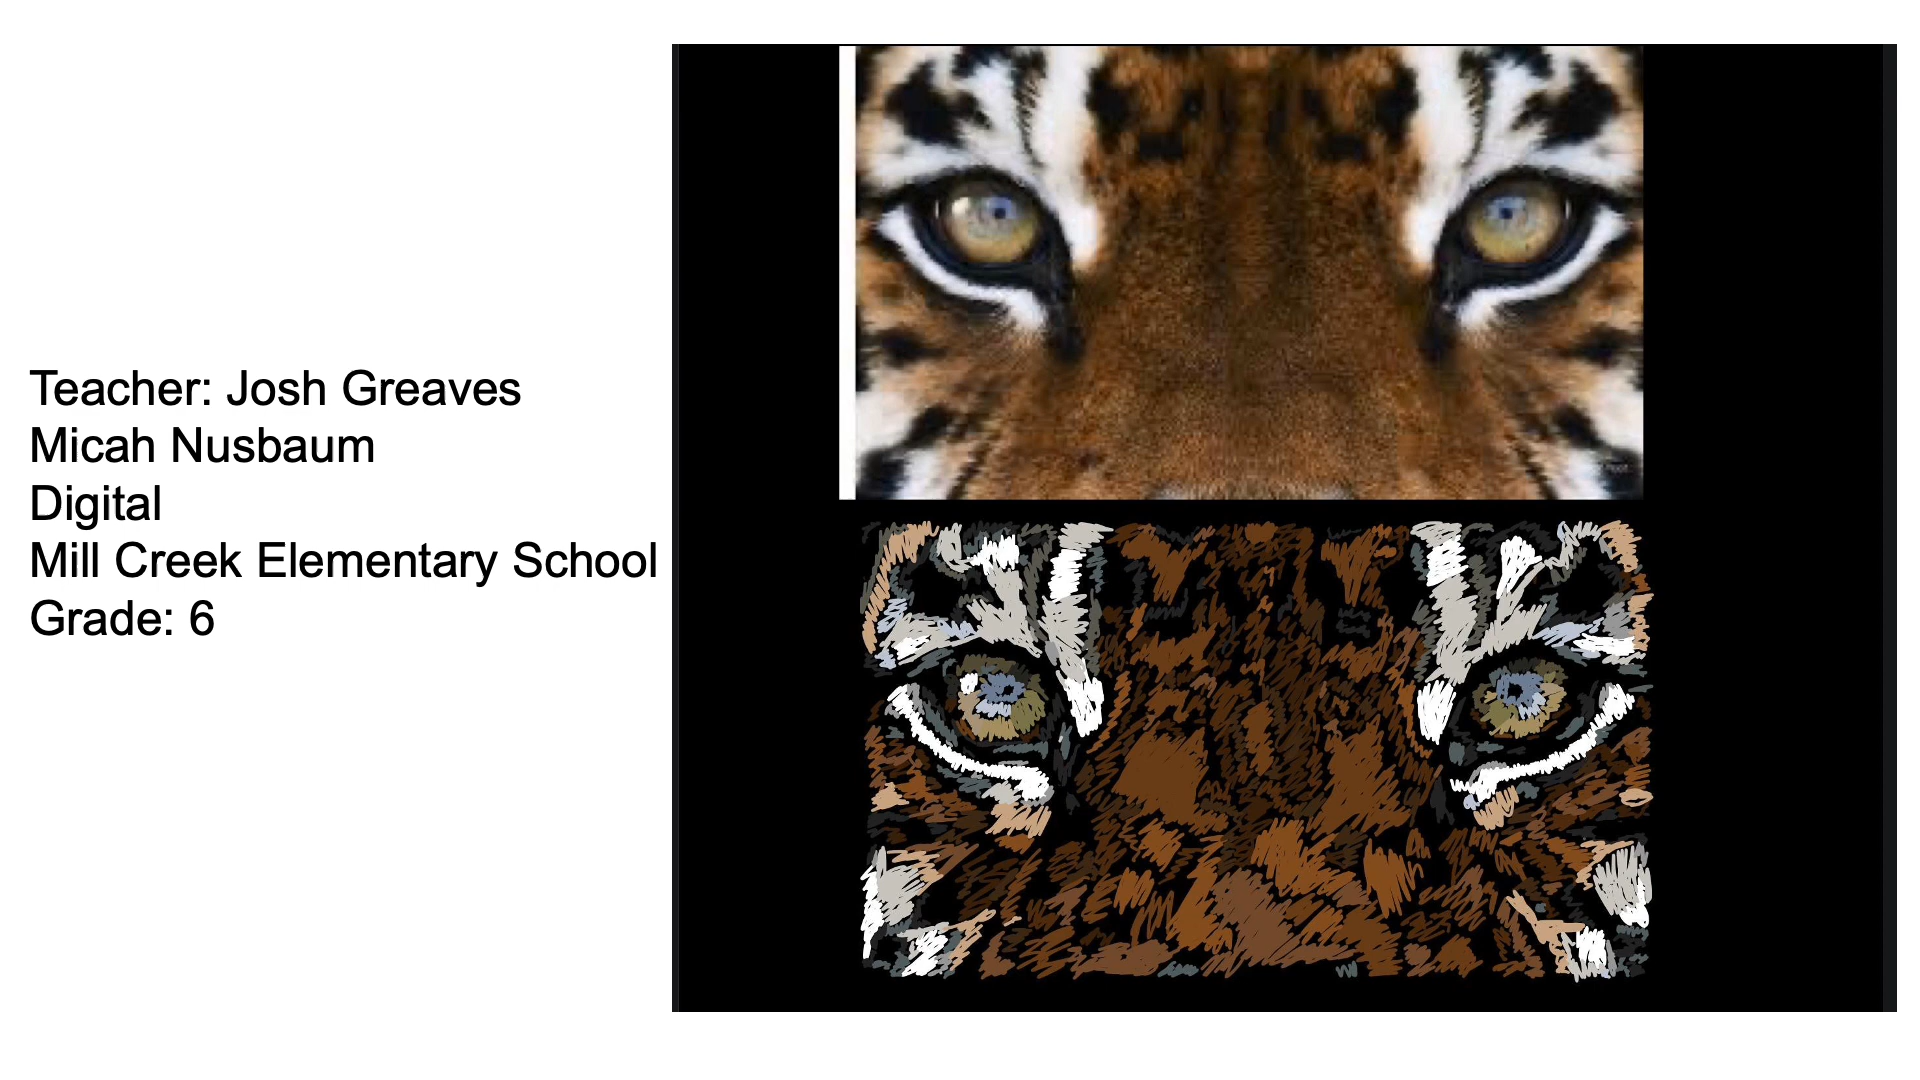 Teacher: Josh Greaves
Micah Nusbaum
Digital
Mill Creek Elementary School
Grade: 6